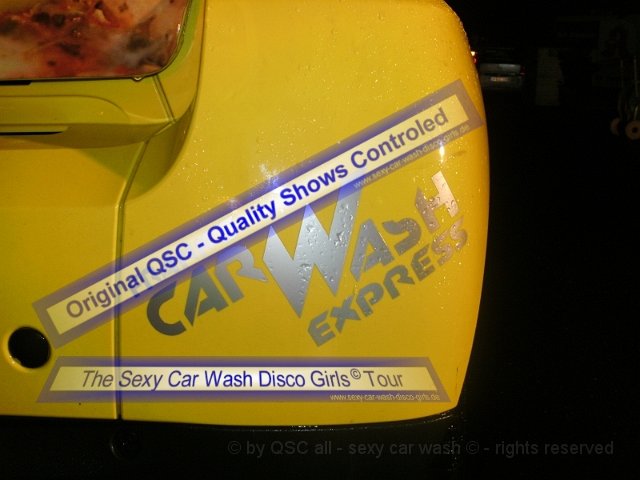 Original QSC - Quality Shows Controled
www.sexy-car-wash-disco-girls.de
CARWASH
EXPRESS
The Sexy Car Wash Disco Girls© Tour
www.sexy-car-wash-disco-girls.de
© by QSC all - sexy car wash © - rights reserved